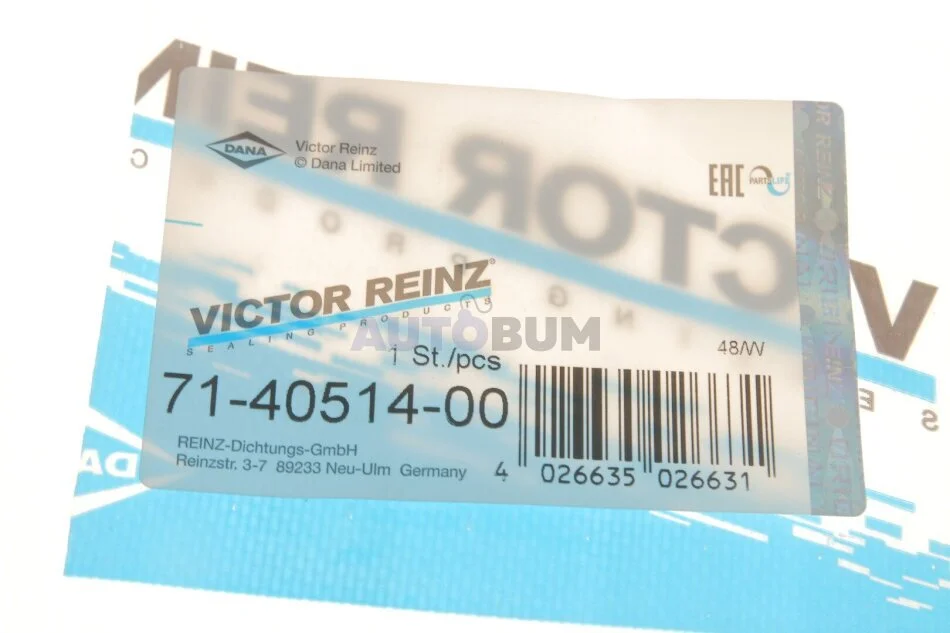 DANA
Victor Reinz
© Dana Limited
EAC
PARTSLIFE
VICTOR REINZ®
SEALING PRODUCTS
AUTOBUM
1 St./pcs
48/W
71-40514-00
REINZ-Dichtungs-GmbH
Reinzstr. 3-7 89233 Neu-Ulm Germany
4 026635 026631